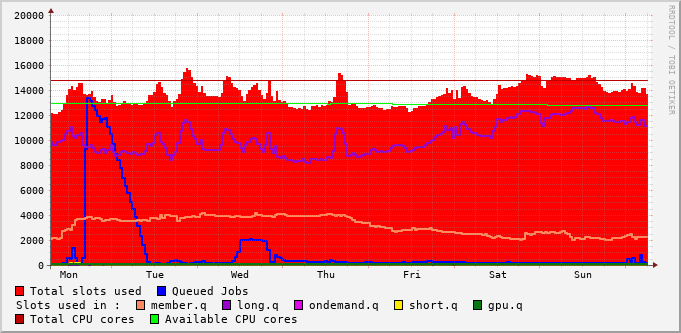 20000
18000
16000
14000
12000
10000
8000
6000
4000
2000
0
Mon Tue Wed Thu Fri Sat Sun
Total slots used Queued Jobs
Slots used in : member.q long.q ondemand.q short.q gpu.q
Total CPU cores Available CPU cores
RRDTOOL / TOBI OETIKER